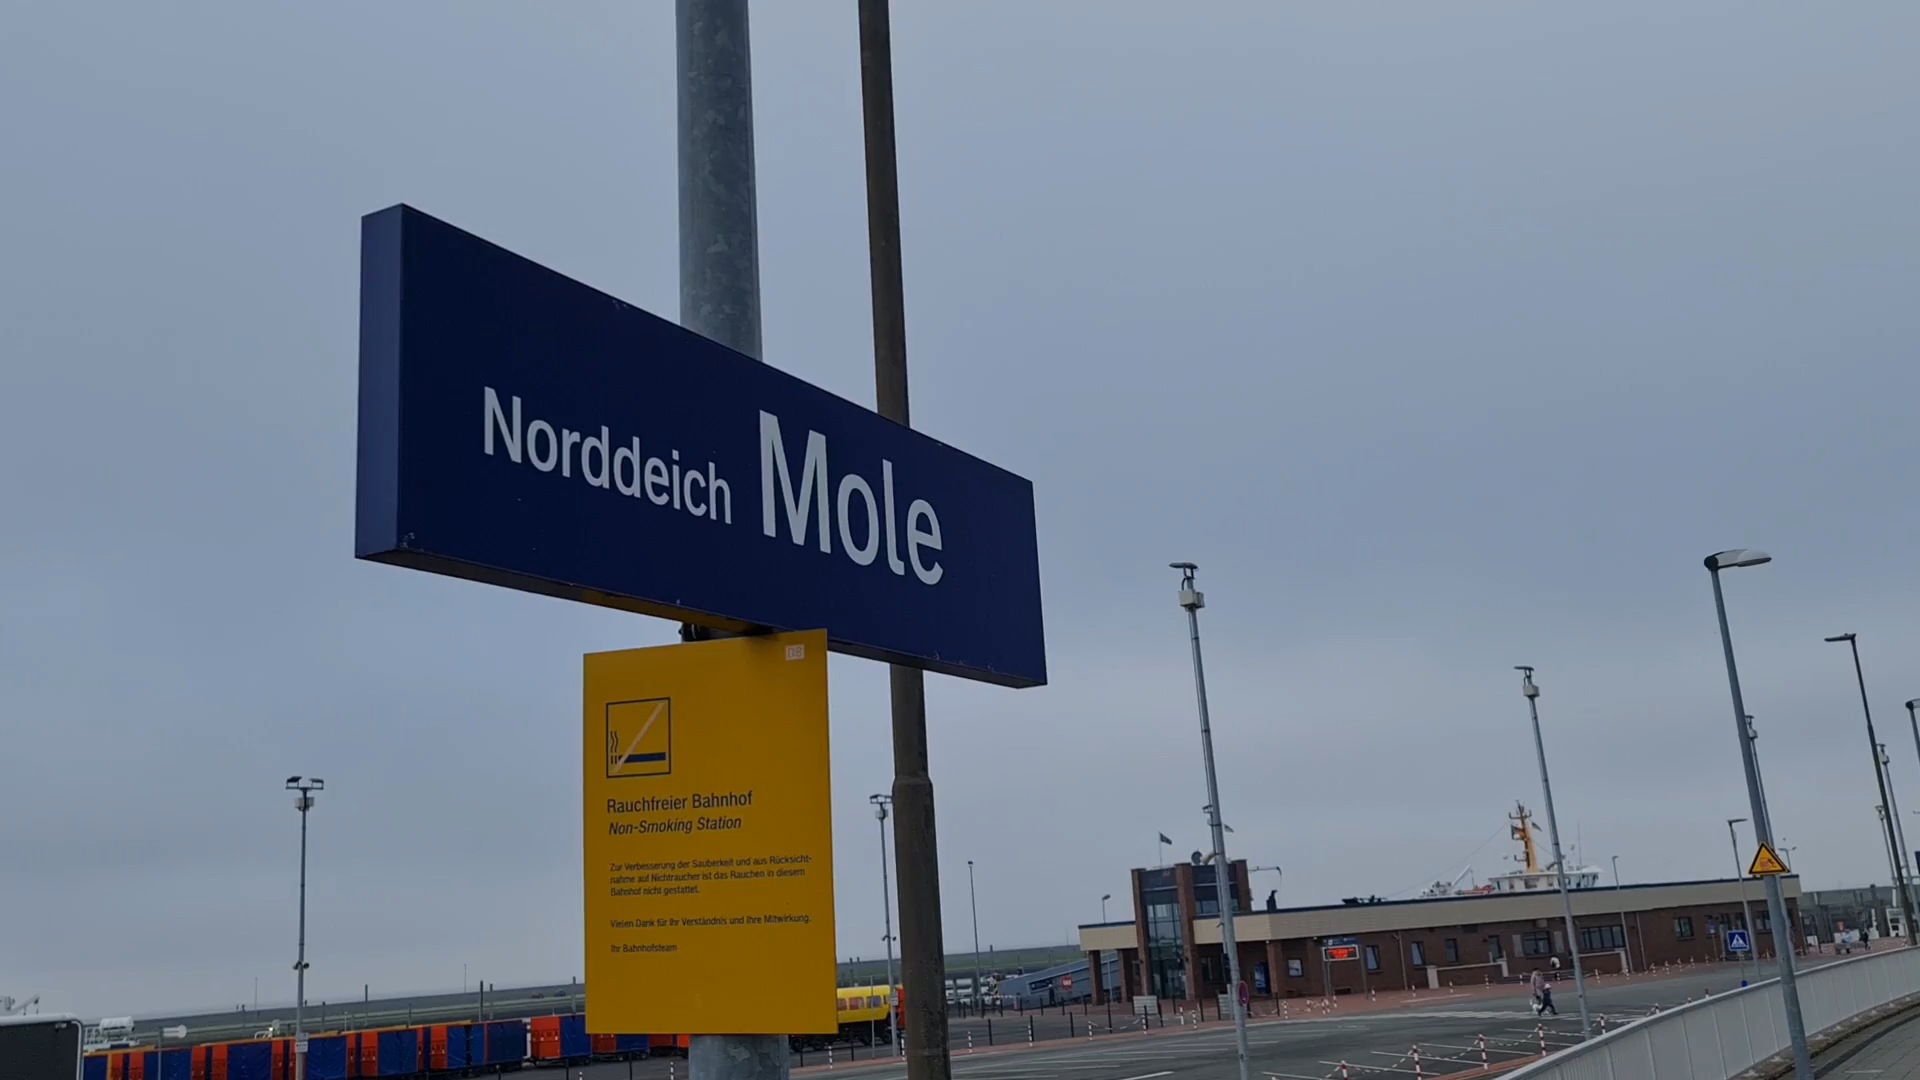 Norddeich Mole
DB
Rauchfreier Bahnhof
Non-Smoking Station
Zur Verbesserung der Sauberkeit und aus Rücksicht-
nahme auf Nichtraucher ist das Rauchen in diesem
Bahnhof nicht gestattet.
Vielen Dank für Ihr Verständnis und Ihre Mitwirkung.
Ihr Bahnhofsteam